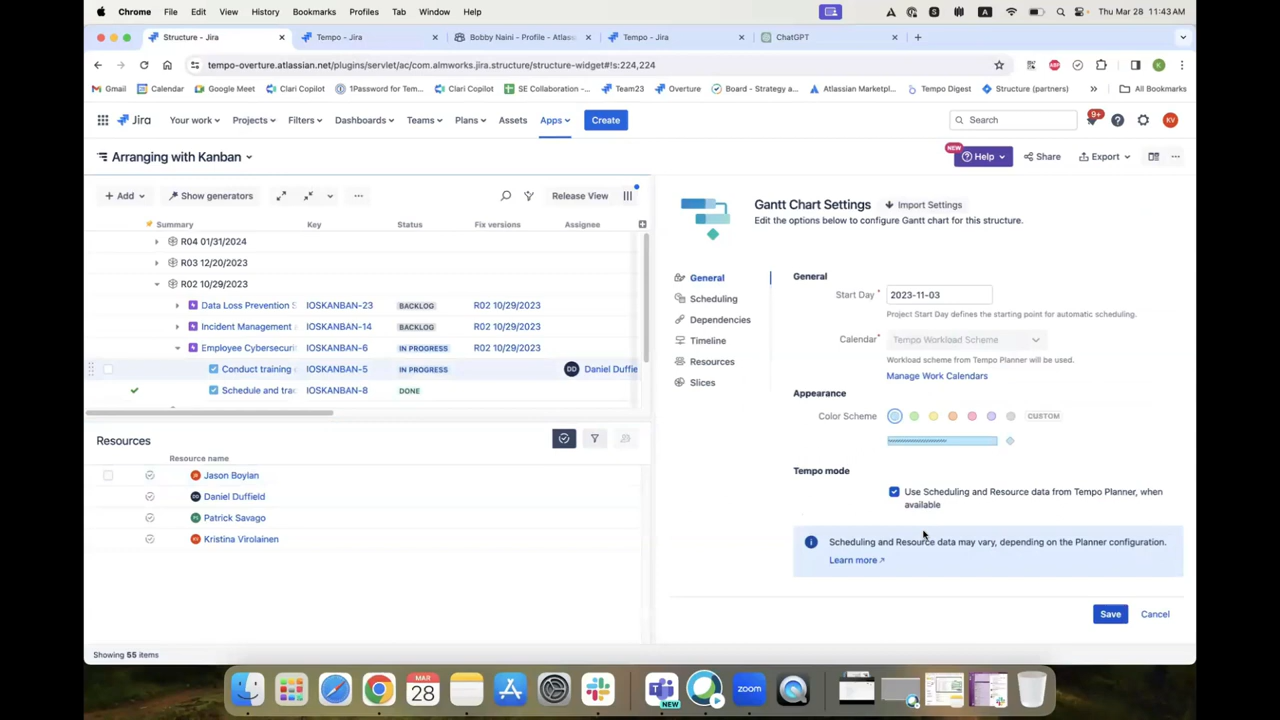 Chrome File Edit View History Bookmarks Profiles Tab Window Help Thu Mar 28 11:43 AM
Structure - Jira Tempo - Jira Bobby Naini - Profile - Atlass Tempo - Jira ChatGPT
tempo-overture.atlassian.net/plugins/servlet/ac/com.almworks.jira.structure/structure-widget#!s:224,224
Gmail Calendar Google Meet Clari Copilot 1Password for Tem... Clari Copilot SE Collaboration -... Team23 Overture Board - Strategy a... Atlassian Marketpl... Tempo Digest Structure (partners) All Bookmarks
Jira Your work Projects Filters Dashboards Teams Plans Assets Apps Create Search 9+ KV
Arranging with Kanban NEW Help Share Export
Add Show generators Release View
Summary Key Status Fix versions Assignee
R04 01/31/2024
R03 12/20/2023
R02 10/29/2023
Data Loss Prevention S IOSKANBAN-23 BACKLOG R02 10/29/2023
Incident Management a IOSKANBAN-14 BACKLOG R02 10/29/2023
Employee Cybersecuri IOSKANBAN-6 IN PROGRESS R02 10/29/2023
Conduct training IOSKANBAN-5 IN PROGRESS DD Daniel Duffie
Schedule and tra IOSKANBAN-8 DONE
Resources
Resource name
Jason Boylan
Daniel Duffield
Patrick Savago
Kristina Virolainen
Showing 55 items
Gantt Chart Settings Import Settings
Edit the options below to configure Gantt chart for this structure.
General
Scheduling
Dependencies
Timeline
Resources
Slices
General
Start Day * 2023-11-03
Project Start Day defines the starting point for automatic scheduling.
Calendar* Tempo Workload Scheme
Workload scheme from Tempo Planner will be used.
Manage Work Calendars
Appearance
Color Scheme CUSTOM
Tempo mode
Use Scheduling and Resource data from Tempo Planner, when
available
Scheduling and Resource data may vary, depending on the Planner configuration.
Learn more
Save Cancel
MAR
28
NEW
zoom